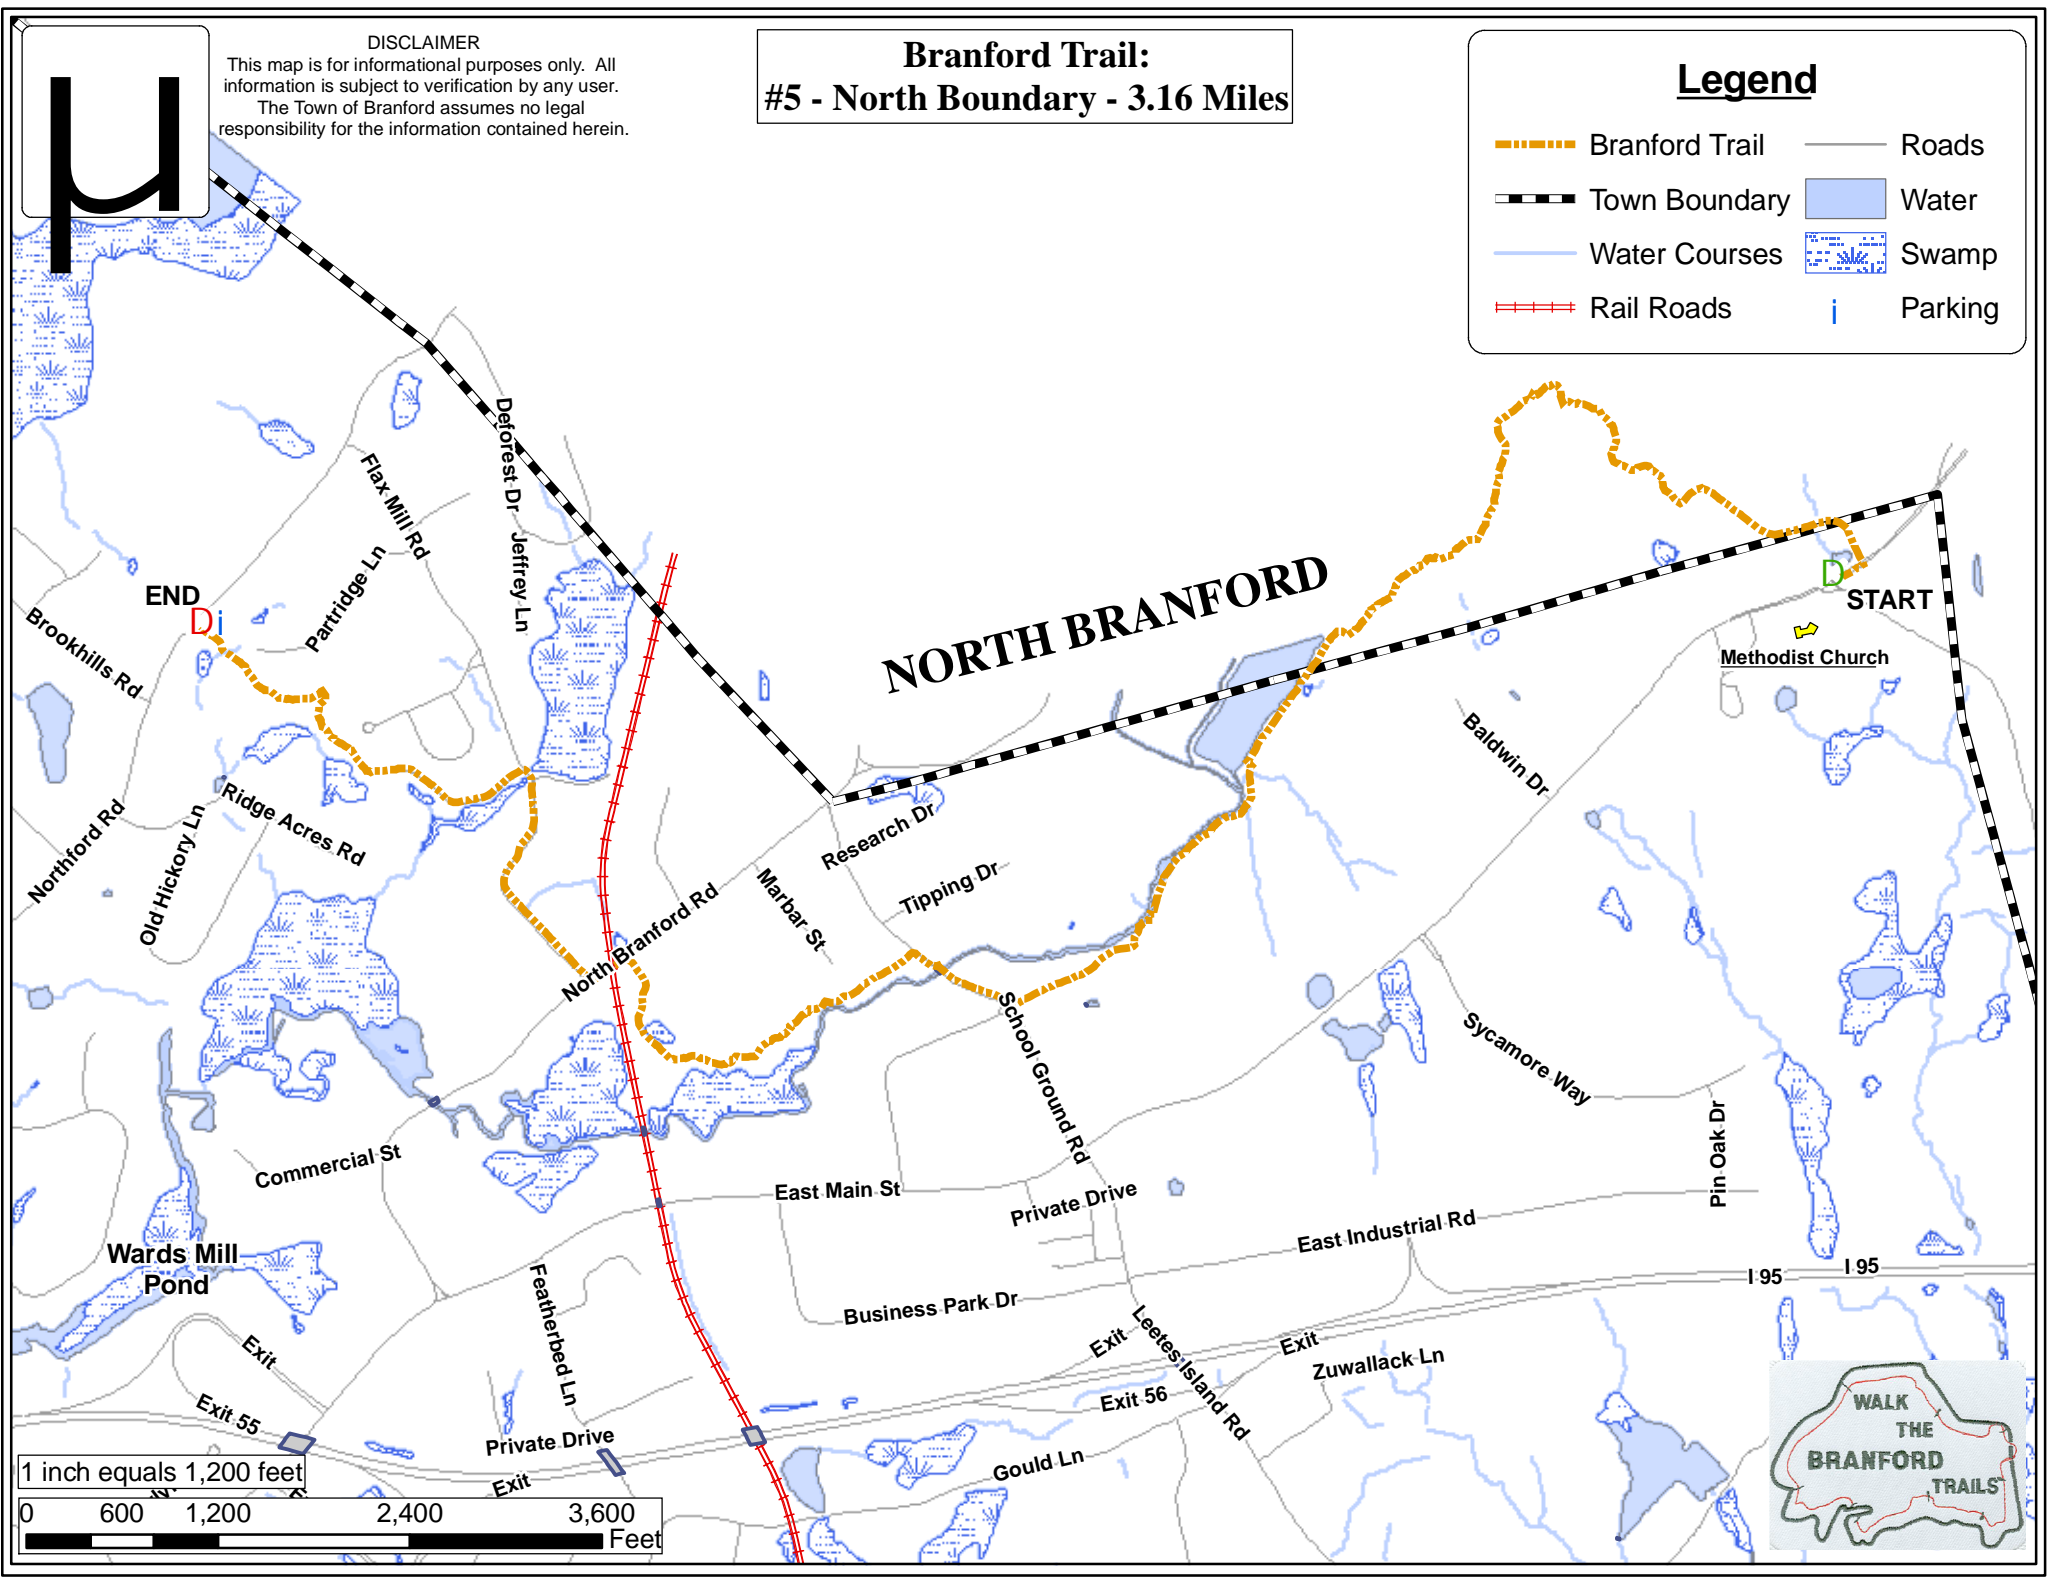 µ
DISCLAIMER
This map is for informational purposes only.  All
information is subject to verification by any user.
The Town of Branford assumes no legal
responsibility for the information contained herein.
Branford Trail:
#5 - North Boundary - 3.16 Miles
Legend
Branford Trail
Roads
Town Boundary
Water
Water Courses
Swamp
Rail Roads
i
Parking
Deforest Dr
Flax Mill Rd
Jeffrey Ln
Partridge Ln
NORTH BRANFORD
END
D i
Brookhills Rd
D
START
Methodist Church
Baldwin Dr
Ridge Acres Rd
Northford Rd
Old Hickory Ln
Research Dr
Tipping Dr
Marbar St
North Branford Rd
School Ground Rd
Sycamore Way
Pin Oak Dr
Commercial St
East Main St
Private Drive
East Industrial Rd
Wards Mill
Pond
I 95
I 95
Featherbed Ln
Business Park Dr
Leetes Island Rd
Exit
Exit
Exit
Zuwallack Ln
Exit 55
Exit 56
Private Drive
Gould Ln
Exit
WALK
THE
BRANFORD
TRAILS
1 inch equals 1,200 feet
0 600 1,200 2,400 3,600
Feet